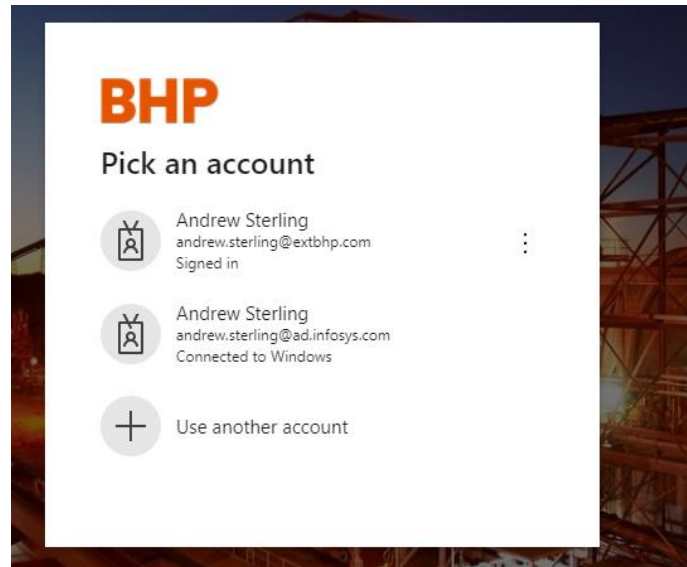 BHP
Pick an account
Andrew Sterling
andrew.sterling@extbhp.com
Signed in
Andrew Sterling
andrew.sterling@ad.infosys.com
Connected to Windows
Use another account